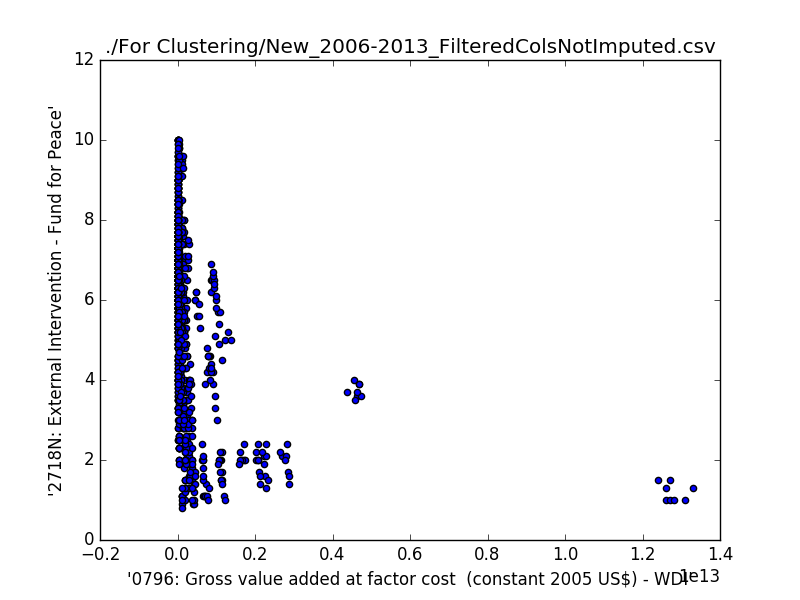 ./For Clustering/New_2006-2013_FilteredColsNotImputed.csv
12
10
8
6
4
2
0
'2718N: External Intervention - Fund for Peace'
−0.2 0.0 0.2 0.4 0.6 0.8 1.0 1.2 1.4
1e13
'0796: Gross value added at factor cost (constant 2005 US$) - WDI'